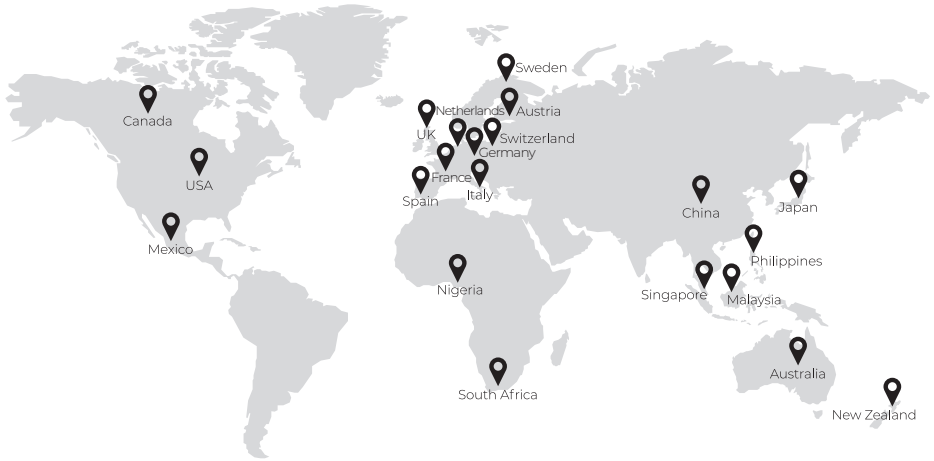 Sweden
Canada
Netherlands
Austria
UK
Switzerland
Germany
USA
France
Italy
Spain
China
Japan
Mexico
Philippines
Nigeria
Singapore
Malaysia
Australia
South Africa
New Zealand